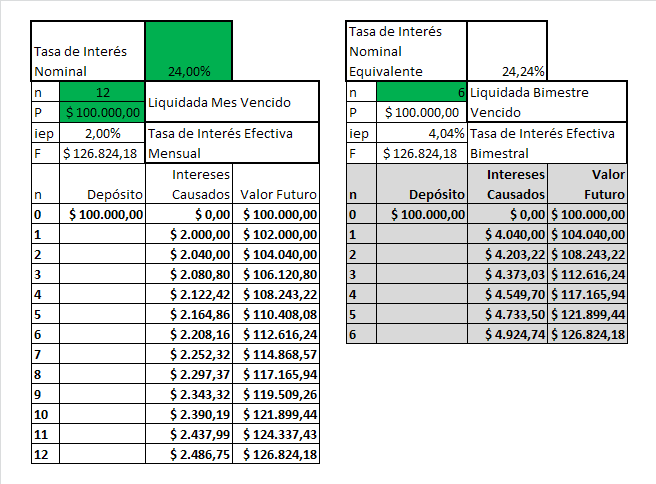 Tasa de Interés
Nominal 24,00%
n 12 Liquidada Mes Vencido
P $ 100.000,00
iep 2,00% Tasa de Interés Efectiva
F $ 126.824,18 Mensual
Intereses
n Depósito Causados Valor Futuro
0 $ 100.000,00 $ 0,00 $ 100.000,00
1 $ 2.000,00 $ 102.000,00
2 $ 2.040,00 $ 104.040,00
3 $ 2.080,80 $ 106.120,80
4 $ 2.122,42 $ 108.243,22
5 $ 2.164,86 $ 110.408,08
6 $ 2.208,16 $ 112.616,24
7 $ 2.252,32 $ 114.868,57
8 $ 2.297,37 $ 117.165,94
9 $ 2.343,32 $ 119.509,26
10 $ 2.390,19 $ 121.899,44
11 $ 2.437,99 $ 124.337,43
12 $ 2.486,75 $ 126.824,18
Tasa de Interés
Nominal
Equivalente 24,24%
n 6 Liquidada Bimestre
P $ 100.000,00 Vencido
iep 4,04% Tasa de Interés Efectiva
F $ 126.824,18 Bimestral
Intereses Valor
n Depósito Causados Futuro
0 $ 100.000,00 $ 0,00 $ 100.000,00
1 $ 4.040,00 $ 104.040,00
2 $ 4.203,22 $ 108.243,22
3 $ 4.373,03 $ 112.616,24
4 $ 4.549,70 $ 117.165,94
5 $ 4.733,50 $ 121.899,44
6 $ 4.924,74 $ 126.824,18